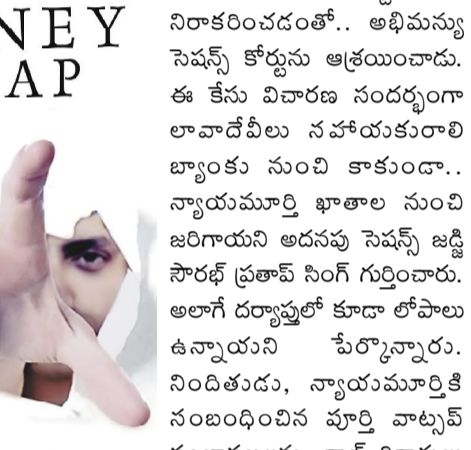 NEY
AP
నిరాకరించడంతో.. అభిమన్యు
సెషన్స్ కోర్టును ఆశ్రయించాడు.
ఈ కేసు విచారణ సందర్భంగా
లావాదేవీలు సహాయకురాలి
బ్యాంకు నుంచి కాకుండా..
న్యాయమూర్తి ఖాతాల నుంచి
జరిగాయని అదనపు సెషన్స్ జడ్జి
సౌరభ్ ప్రతాప్ సింగ్ గుర్తించారు.
అలాగే దర్యాప్తులో కూడా లోపాలు
ఉన్నాయని పేర్కొన్నారు.
నిందితుడు, న్యాయమూర్తికి
సంబంధించిన పూర్తి వాట్సప్